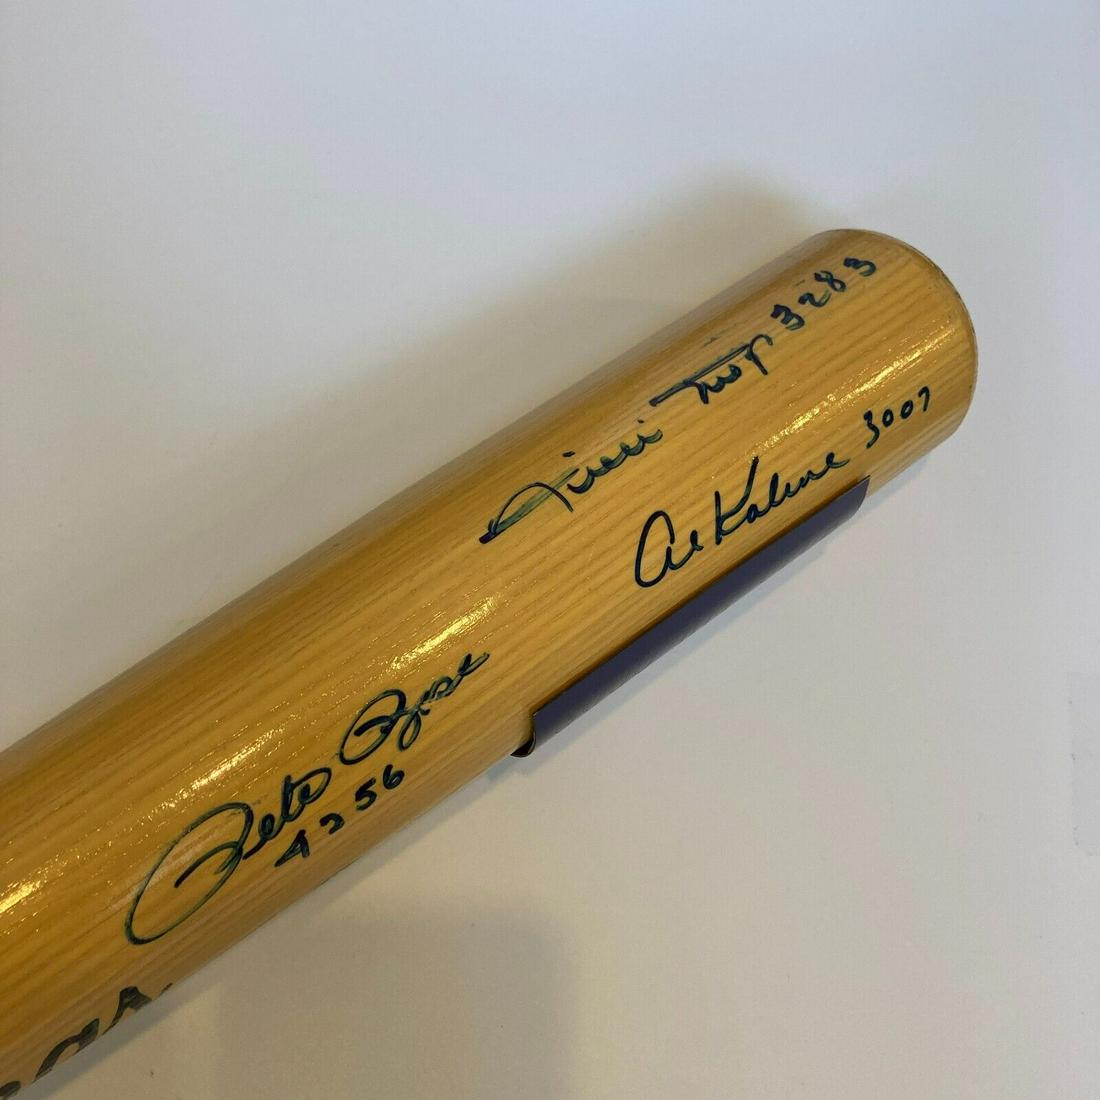 Willie Mays 3283
Al Kaline 3007
Pete Rose
4256